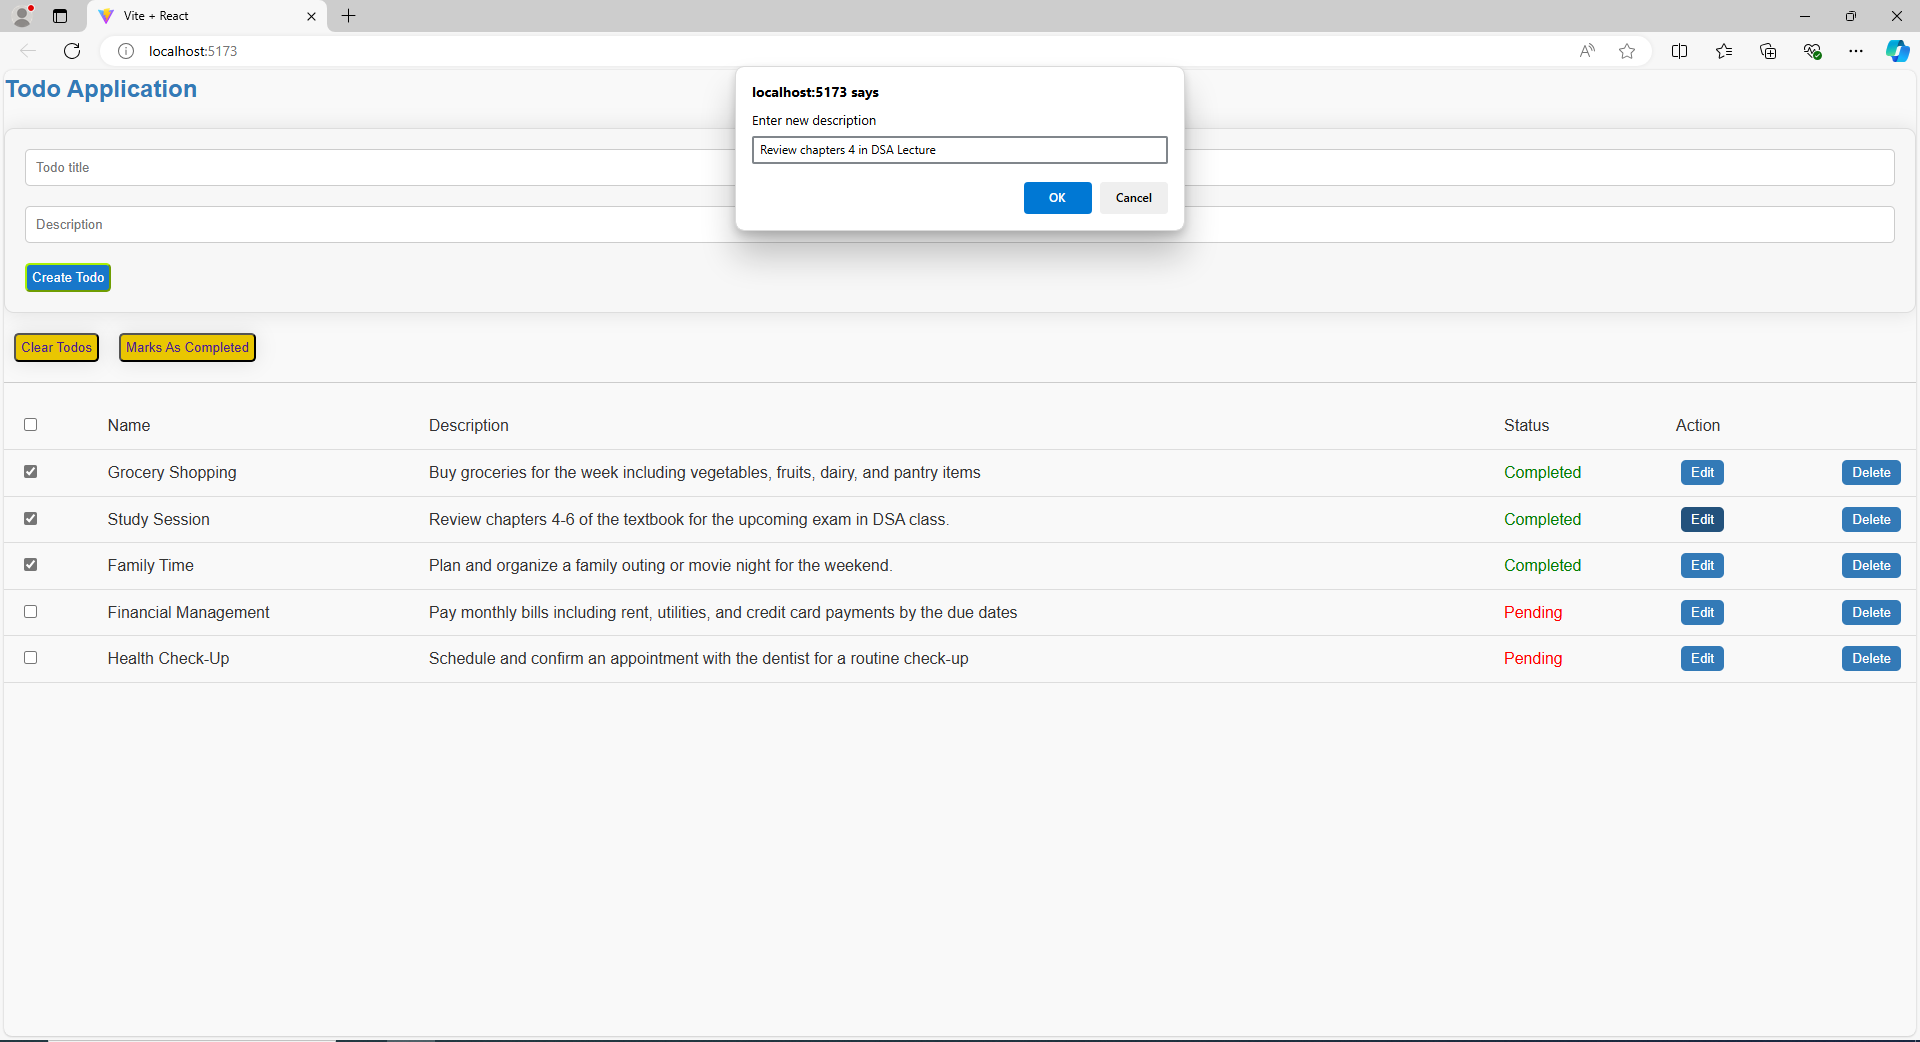 Vite + React
localhost:5173
Todo Application
localhost:5173 says
Enter new description
Review chapters 4 in DSA Lecture
OK Cancel
Todo title
Description
Create Todo
Clear Todos Marks As Completed
Name Description Status Action
Grocery Shopping Buy groceries for the week including vegetables, fruits, dairy, and pantry items Completed Edit Delete
Study Session Review chapters 4-6 of the textbook for the upcoming exam in DSA class. Completed Edit Delete
Family Time Plan and organize a family outing or movie night for the weekend. Completed Edit Delete
Financial Management Pay monthly bills including rent, utilities, and credit card payments by the due dates Pending Edit Delete
Health Check-Up Schedule and confirm an appointment with the dentist for a routine check-up Pending Edit Delete